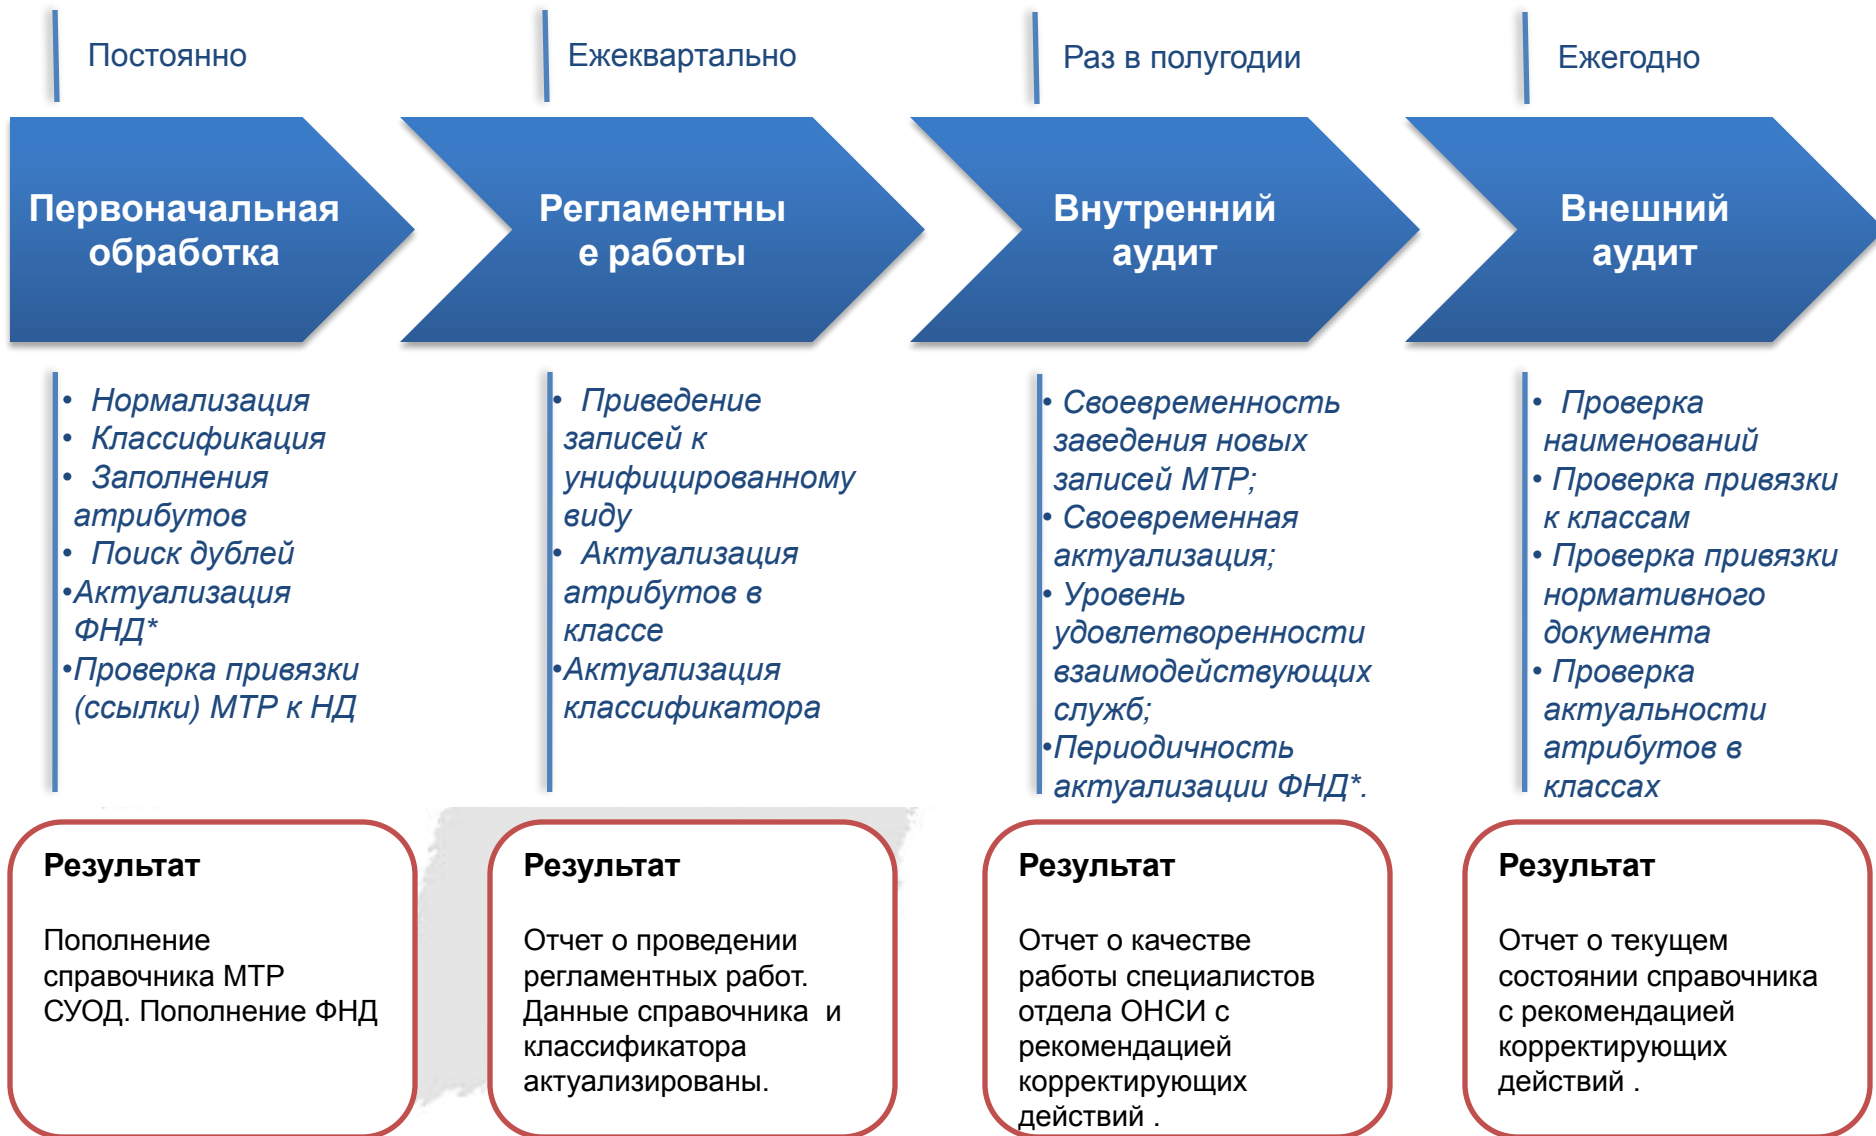 Постоянно
Ежеквартально
Раз в полугодии
Ежегодно
Первоначальная
обработка
Регламентны
е работы
Внутренний
аудит
Внешний
аудит
• Нормализация
• Классификация
• Заполнения
атрибутов
• Поиск дублей
•Актуализация
ФНД*
•Проверка привязки
(ссылки) МТР к НД
• Приведение
записей к
унифицированному
виду
• Актуализация
атрибутов в
классе
•Актуализация
классификатора
• Своевременность
заведения новых
записей МТР;
• Своевременная
актуализация;
• Уровень
удовлетворенности
взаимодействующих
служб;
•Периодичность
актуализации ФНД*.
• Проверка
наименований
• Проверка привязки
к классам
• Проверка привязки
нормативного
документа
• Проверка
актуальности
атрибутов в
классах
Результат
Пополнение
справочника МТР
СУОД. Пополнение ФНД
Результат
Отчет о проведении
регламентных работ.
Данные справочника и
классификатора
актуализированы.
Результат
Отчет о качестве
работы специалистов
отдела ОНСИ с
рекомендацией
корректирующих
действий .
Результат
Отчет о текущем
состоянии справочника
с рекомендацией
корректирующих
действий .